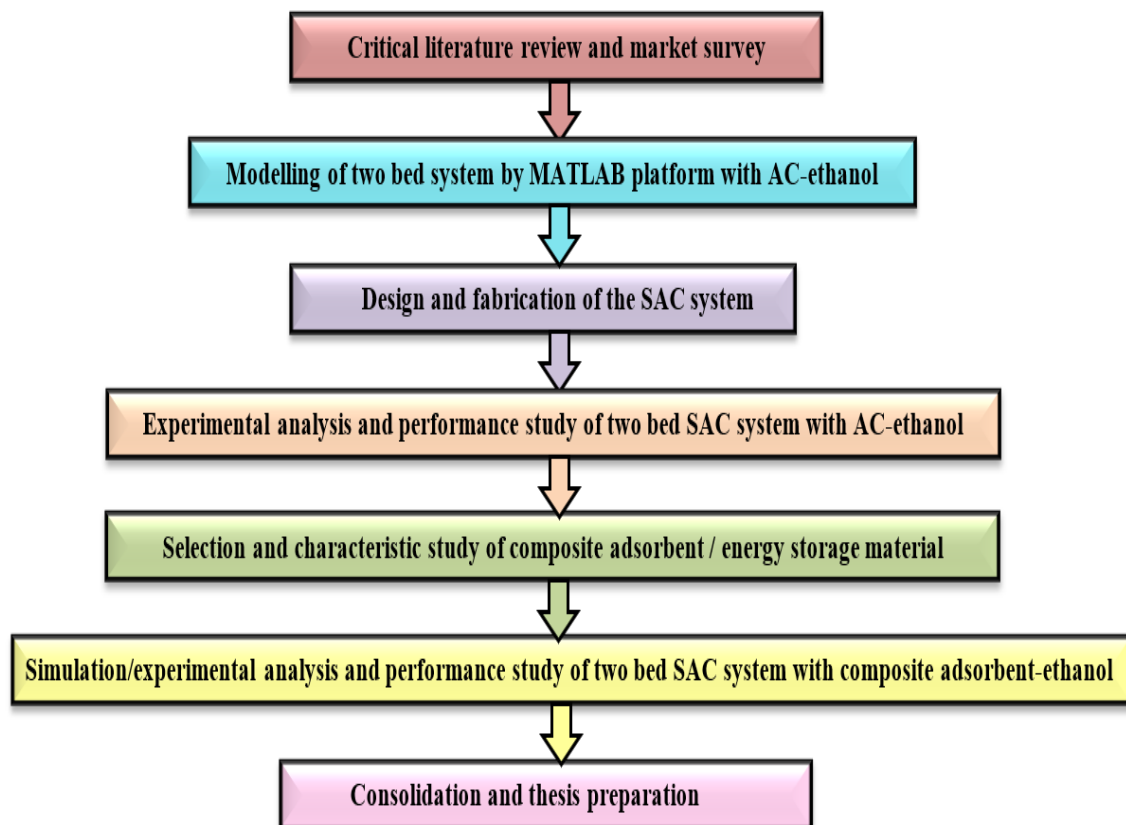 Critical literature review and market survey
Modelling of two bed system by MATLAB platform with AC-ethanol
Design and fabrication of the SAC system
Experimental analysis and performance study of two bed SAC system with AC-ethanol
Selection and characteristic study of composite adsorbent / energy storage material
Simulation/experimental analysis and performance study of two bed SAC system with composite adsorbent-ethanol
Consolidation and thesis preparation